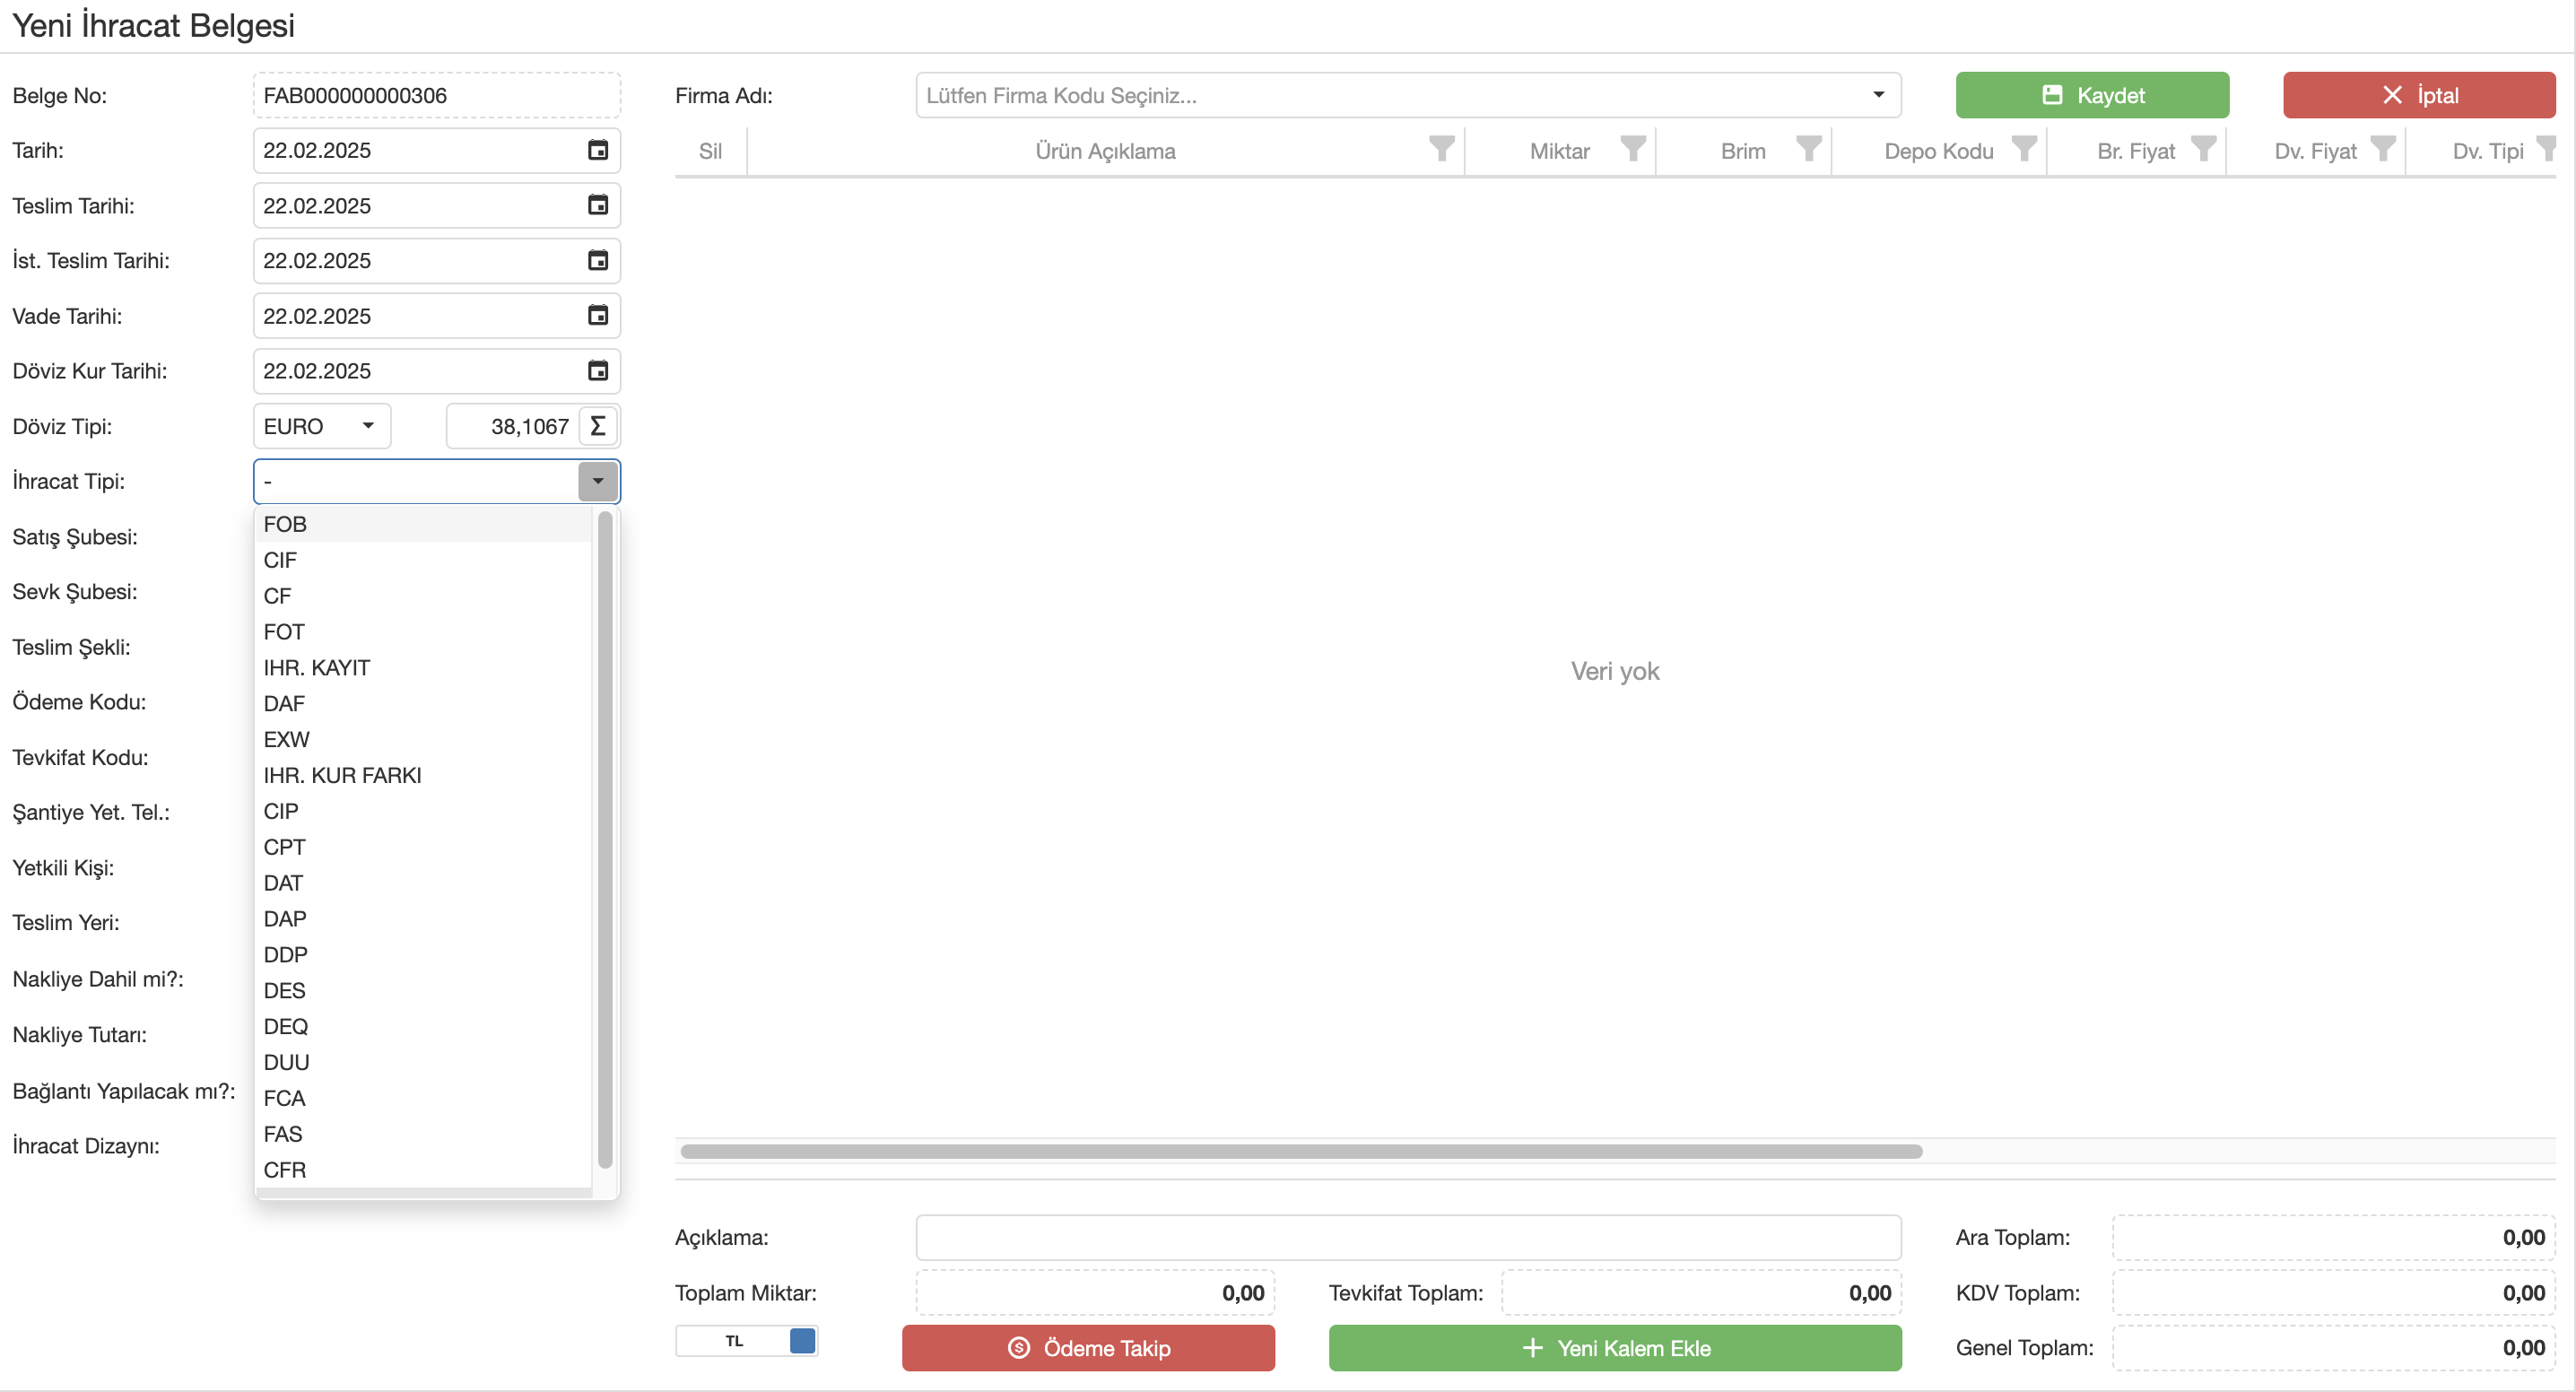 Yeni İhracat Belgesi
Belge No: FAB000000000306
Firma Adı: Lütfen Firma Kodu Seçiniz...
Kaydet
İptal
Tarih: 22.02.2025
Sil Ürün Açıklama Miktar Brim Depo Kodu Br. Fiyat Dv. Fiyat Dv. Tipi
Teslim Tarihi: 22.02.2025
İst. Teslim Tarihi: 22.02.2025
Vade Tarihi: 22.02.2025
Döviz Kur Tarihi: 22.02.2025
Döviz Tipi: EURO 38,1067 Σ
İhracat Tipi: -
Satış Şubesi:
Sevk Şubesi:
Teslim Şekli:
Ödeme Kodu:
Tevkifat Kodu:
Şantiye Yet. Tel.:
Yetkili Kişi:
Teslim Yeri:
Nakliye Dahil mi?:
Nakliye Tutarı:
Bağlantı Yapılacak mı?:
İhracat Dizaynı:
FOB
CIF
CF
FOT
IHR. KAYIT
DAF
EXW
IHR. KUR FARKI
CIP
CPT
DAT
DAP
DDP
DES
DEQ
DUU
FCA
FAS
CFR
Veri yok
Açıklama:
Ara Toplam: 0,00
Toplam Miktar: 0,00
Tevkifat Toplam: 0,00
KDV Toplam: 0,00
TL
Ödeme Takip
Yeni Kalem Ekle
Genel Toplam: 0,00